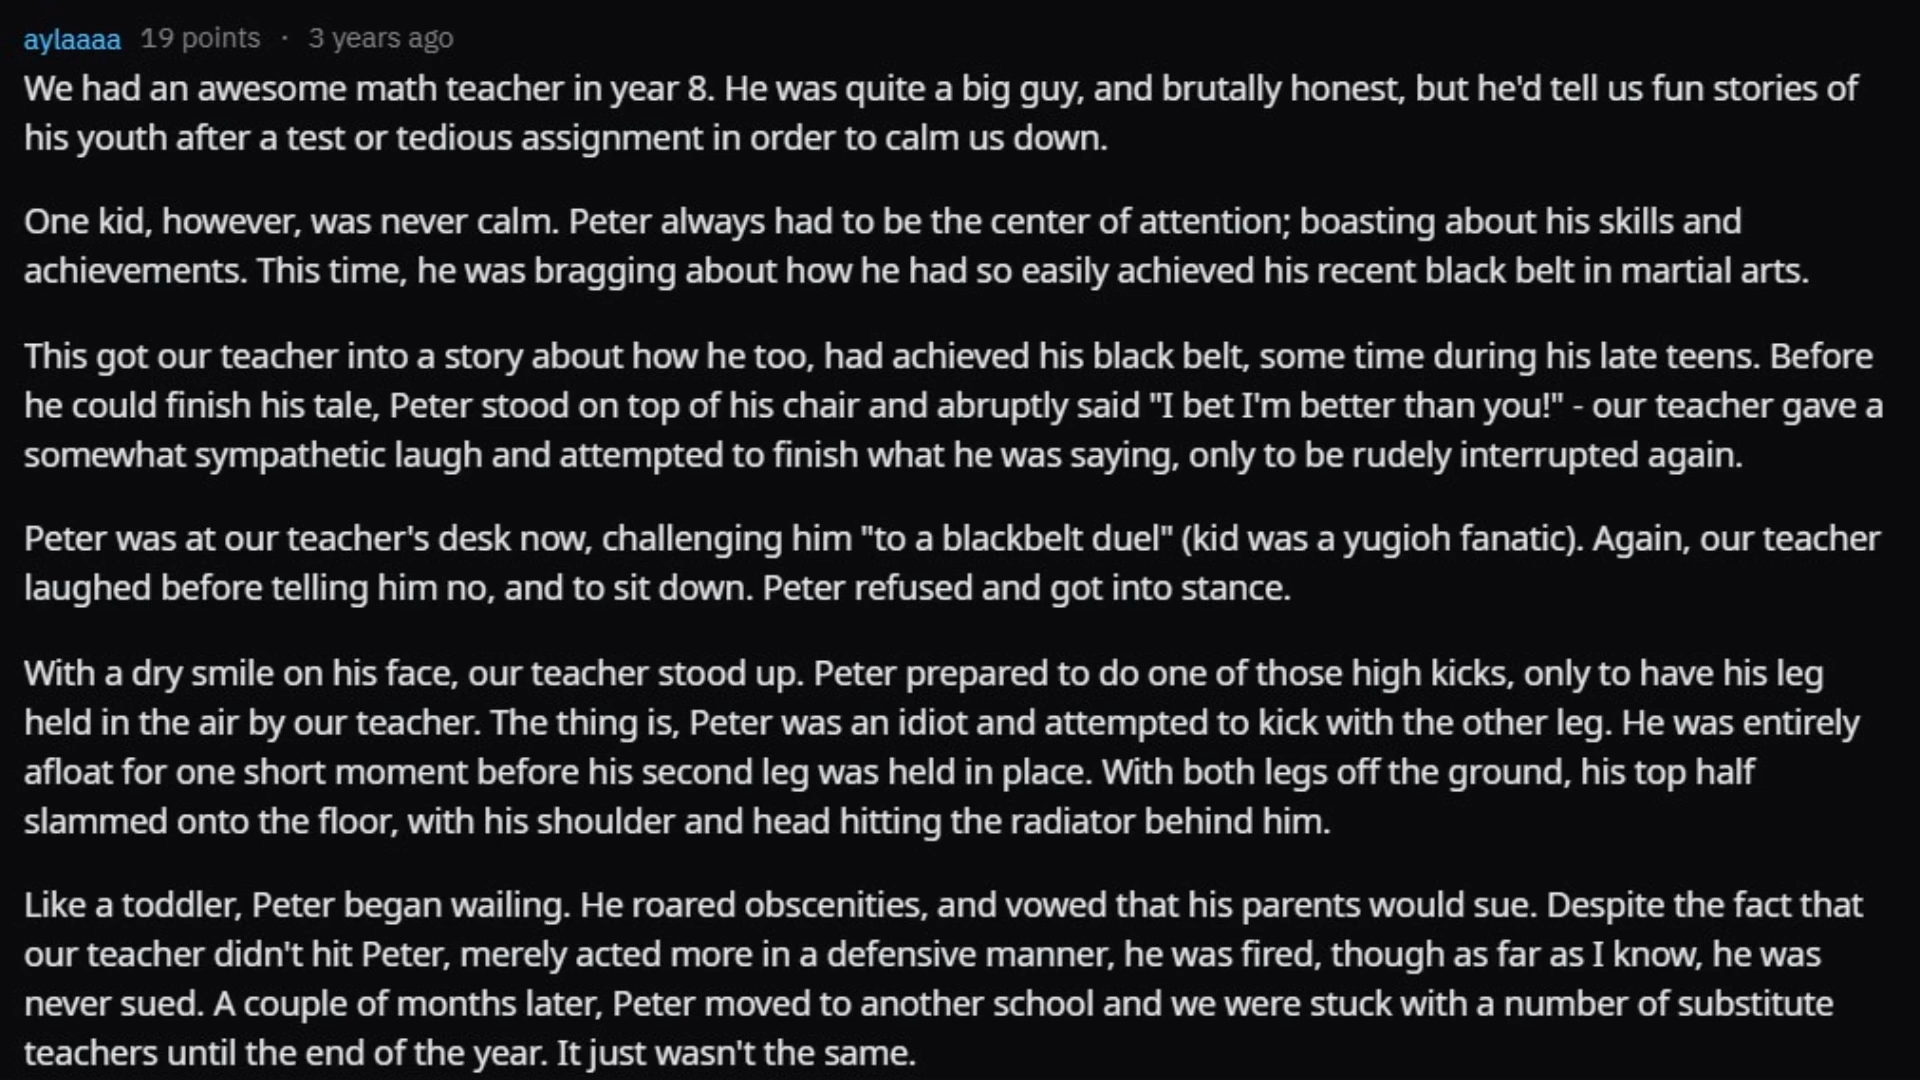 aylaaaa 19 points · 3 years ago
We had an awesome math teacher in year 8. He was quite a big guy, and brutally honest, but he'd tell us fun stories of
his youth after a test or tedious assignment in order to calm us down.
One kid, however, was never calm. Peter always had to be the center of attention; boasting about his skills and
achievements. This time, he was bragging about how he had so easily achieved his recent black belt in martial arts.
This got our teacher into a story about how he too, had achieved his black belt, some time during his late teens. Before
he could finish his tale, Peter stood on top of his chair and abruptly said "I bet I'm better than you!" - our teacher gave a
somewhat sympathetic laugh and attempted to finish what he was saying, only to be rudely interrupted again.
Peter was at our teacher's desk now, challenging him "to a blackbelt duel" (kid was a yugioh fanatic). Again, our teacher
laughed before telling him no, and to sit down. Peter refused and got into stance.
With a dry smile on his face, our teacher stood up. Peter prepared to do one of those high kicks, only to have his leg
held in the air by our teacher. The thing is, Peter was an idiot and attempted to kick with the other leg. He was entirely
afloat for one short moment before his second leg was held in place. With both legs off the ground, his top half
slammed onto the floor, with his shoulder and head hitting the radiator behind him.
Like a toddler, Peter began wailing. He roared obscenities, and vowed that his parents would sue. Despite the fact that
our teacher didn't hit Peter, merely acted more in a defensive manner, he was fired, though as far as I know, he was
never sued. A couple of months later, Peter moved to another school and we were stuck with a number of substitute
teachers until the end of the year. It just wasn't the same.